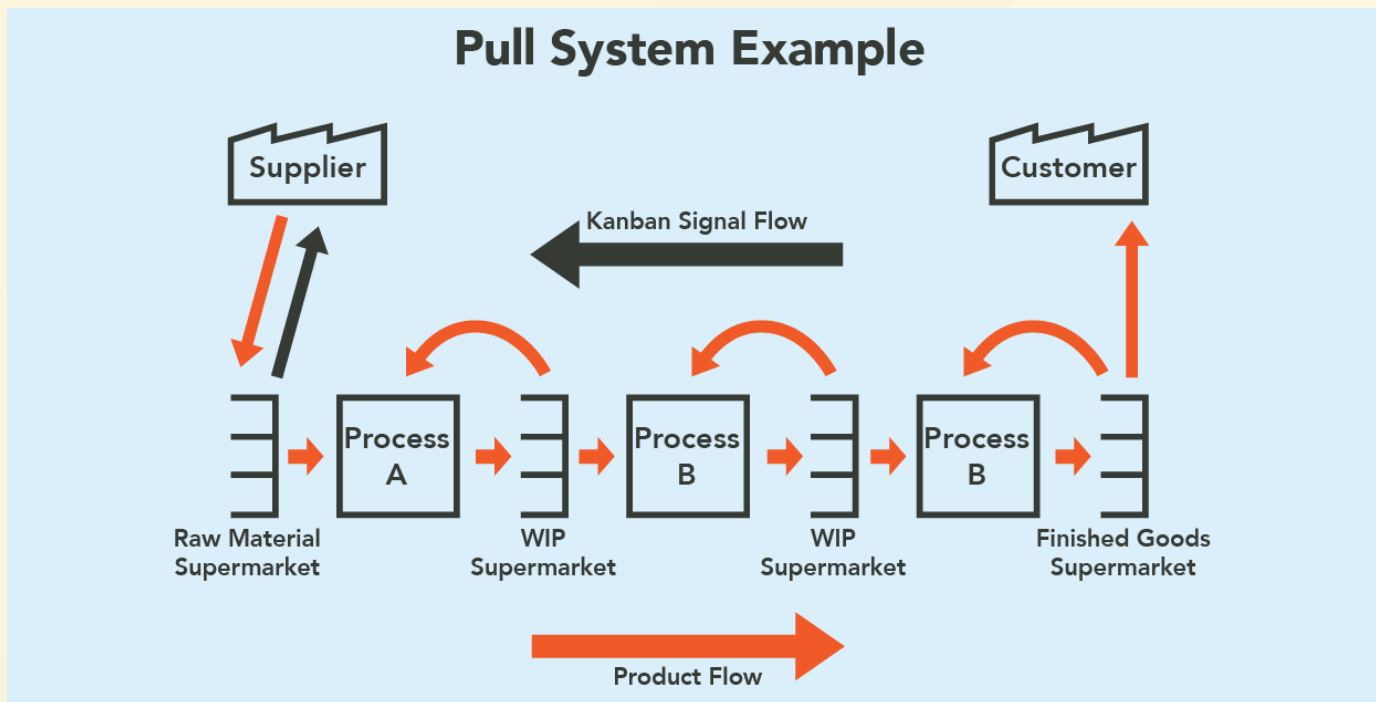 Pull System Example
Supplier
Customer
Kanban Signal Flow
Process
A
Process
B
Process
B
Raw Material
Supermarket
WIP
Supermarket
WIP
Supermarket
Finished Goods
Supermarket
Product Flow